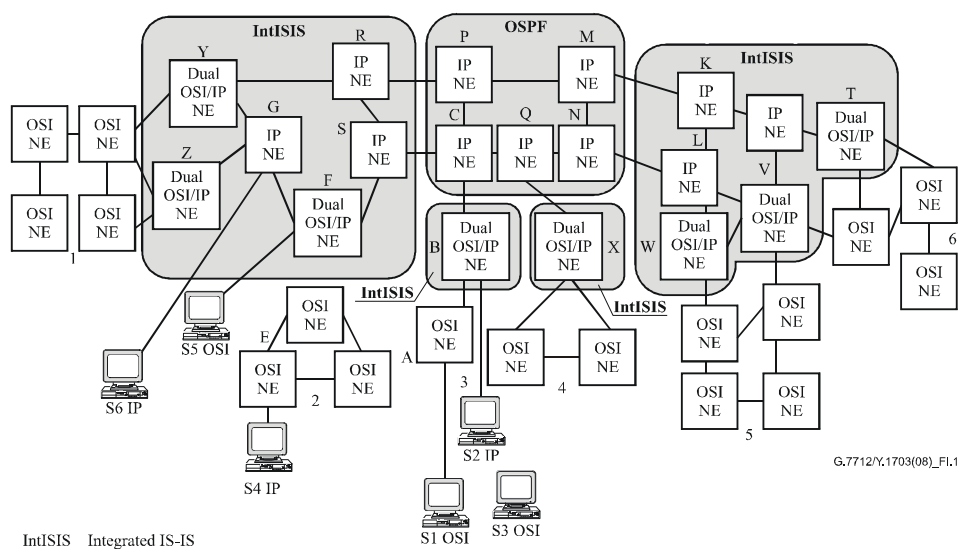 IntISIS
OSPF
IntISIS
R
P
M
Y
K
T
IP
NE
IP
NE
IP
NE
Dual
OSI/IP
NE
IP
NE
G
C
Q
N
S
L
V
IP
NE
Dual
OSI/IP
NE
OSI
NE
OSI
NE
IP
NE
IP
NE
IP
NE
IP
NE
IP
NE
Z
Dual
OSI/IP
NE
F
IP
NE
Dual
OSI/IP
NE
Dual
OSI/IP
NE
OSI
NE
OSI
NE
OSI
NE
OSI
NE
6
B
Dual
OSI/IP
NE
Dual
OSI/IP
NE
X
W
Dual
OSI/IP
NE
1
OSI
NE
IntISIS
IntISIS
OSI
NE
E
S5 OSI
A
OSI
NE
OSI
NE
OSI
NE
OSI
NE
OSI
NE
OSI
NE
OSI
NE
3
4
2
S6 IP
OSI
NE
OSI
NE
5
S2 IP
S4 IP
G.7712/Y.1703(08)_FI.1
S1 OSI
S3 OSI
IntISIS Integrated IS-IS